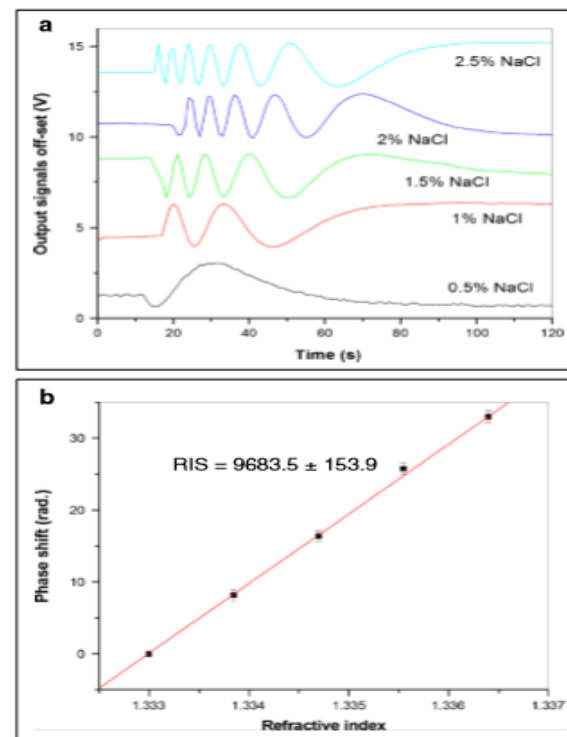 a
Output signals off-set (V)
15
10
5
0
2.5% NaCl
2% NaCl
1.5% NaCl
1% NaCl
0.5% NaCl
0 20 40 60 80 100 120
Time (s)
b
RIS = 9683.5 ± 153.9
Phase shift (rad.)
30
20
10
0
1.333 1.334 1.335 1.336 1.337
Refractive index